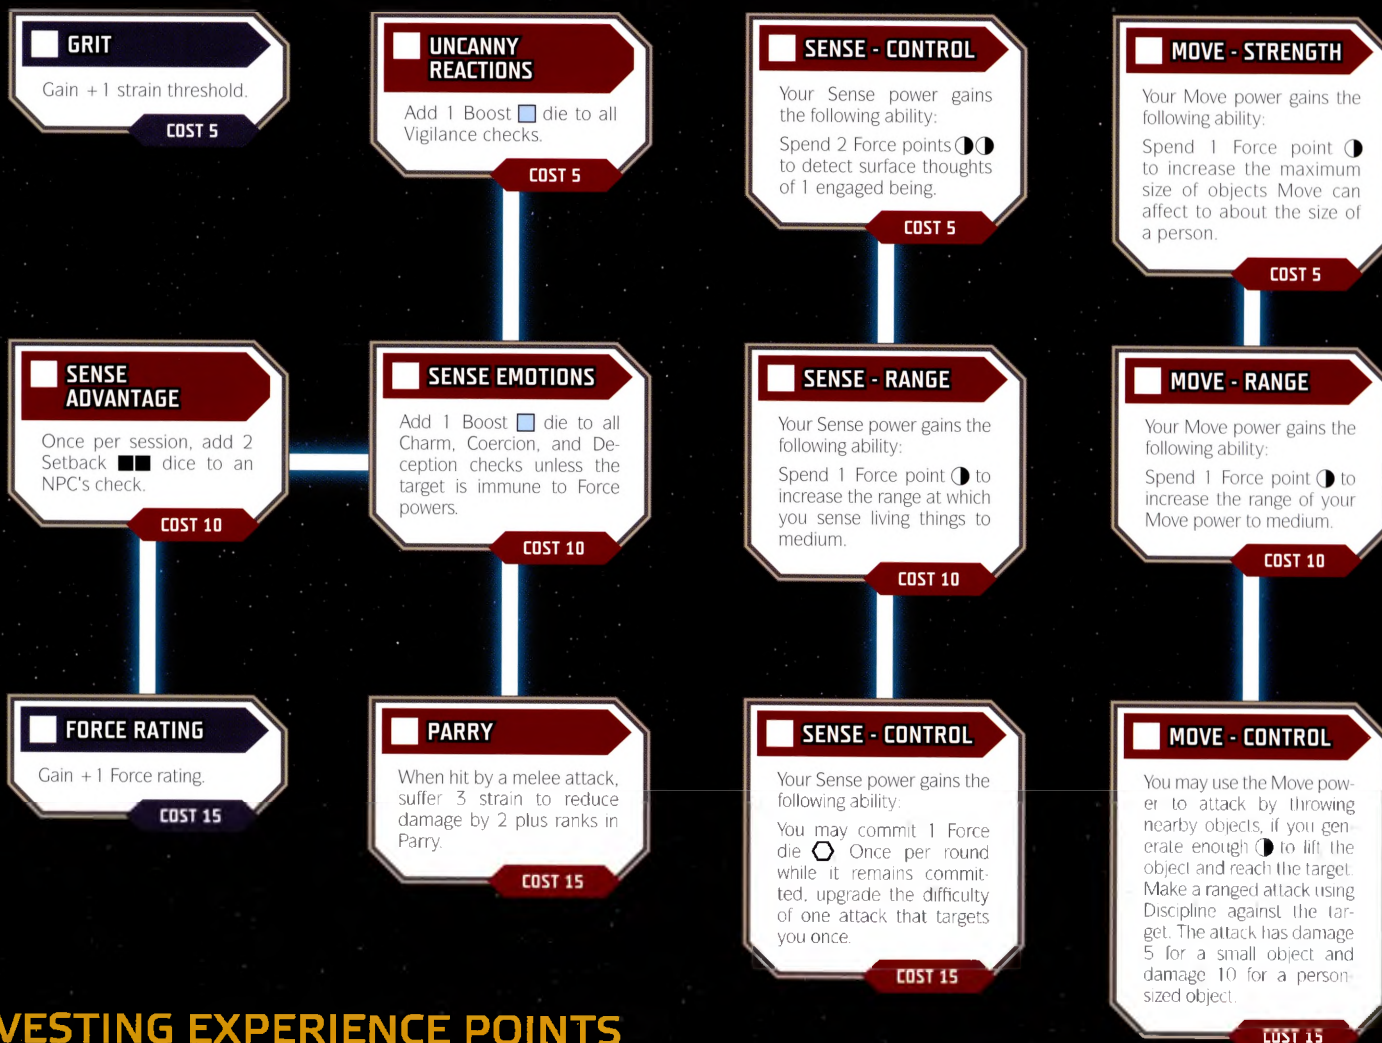 GRIT
Gain +1 strain threshold.
COST 5
UNCANNY
REACTIONS
Add 1 Boost die to all
Vigilance checks.
COST 5
SENSE - CONTROL
Your Sense power gains
the following ability:
Spend 2 Force points
to detect surface thoughts
of 1 engaged being.
COST 5
MOVE - STRENGTH
Your Move power gains the
following ability:
Spend 1 Force point
to increase the maximum
size of objects Move can
affect to about the size of
a person.
COST 5
SENSE
ADVANTAGE
Once per session, add 2
Setback dice to an
NPC's check.
COST 10
SENSE EMOTIONS
Add 1 Boost die to all
Charm, Coercion, and De-
ception checks unless the
target is immune to Force
powers.
COST 10
SENSE - RANGE
Your Sense power gains the
following ability:
Spend 1 Force point to
increase the range at which
you sense living things to
medium.
COST 10
MOVE - RANGE
Your Move power gains the
following ability:
Spend 1 Force point to
increase the range of your
Move power to medium.
COST 10
FORCE RATING
Gain +1 Force rating.
COST 15
PARRY
When hit by a melee attack,
suffer 3 strain to reduce
damage by 2 plus ranks in
Parry.
COST 15
SENSE - CONTROL
Your Sense power gains the
following ability:
You may commit 1 Force
die Once per round
while it remains commit-
ted, upgrade the difficulty
of one attack that targets
you once.
COST 15
MOVE - CONTROL
You may use the Move pow-
er to attack by throwing
nearby objects, if you gen-
erate enough to lift the
object and reach the target.
Make a ranged attack using
Discipline against the tar-
get. The attack has damage
5 for a small object and
damage 10 for a person-
sized object.
COST 15
VESTING EXPERIENCE POINTS